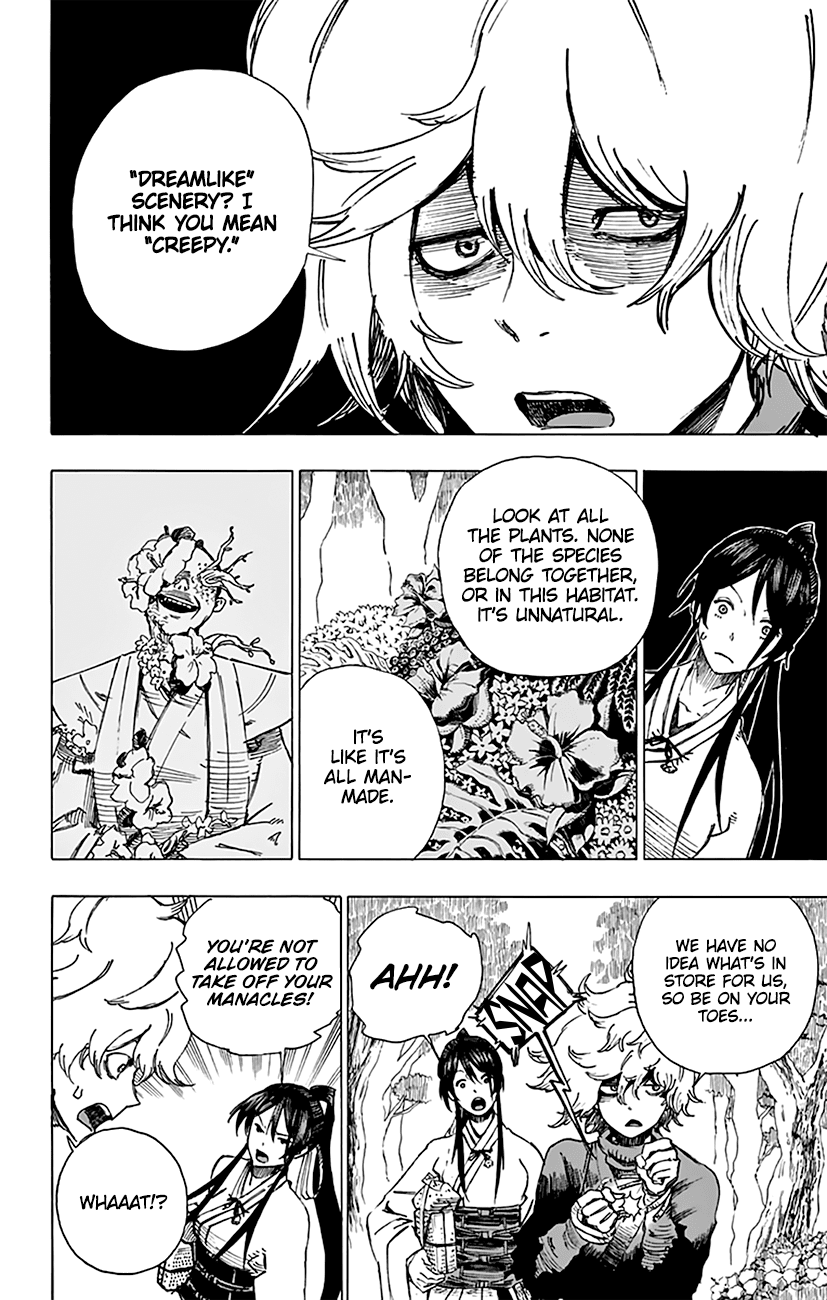 "DREAMLIKE"
SCENERY? I
THINK YOU MEAN
"CREEPY."
LOOK AT ALL
THE PLANTS. NONE
OF THE SPECIES
BELONG TOGETHER,
OR IN THIS HABITAT.
IT'S UNNATURAL.
IT'S
LIKE IT'S
ALL MAN-
MADE.
WE HAVE NO
IDEA WHAT'S IN
STORE FOR US,
SO BE ON YOUR
TOES...
SNAP
AHH!
YOU'RE NOT
ALLOWED TO
TAKE OFF YOUR
MANACLES!
WHAAAT!?